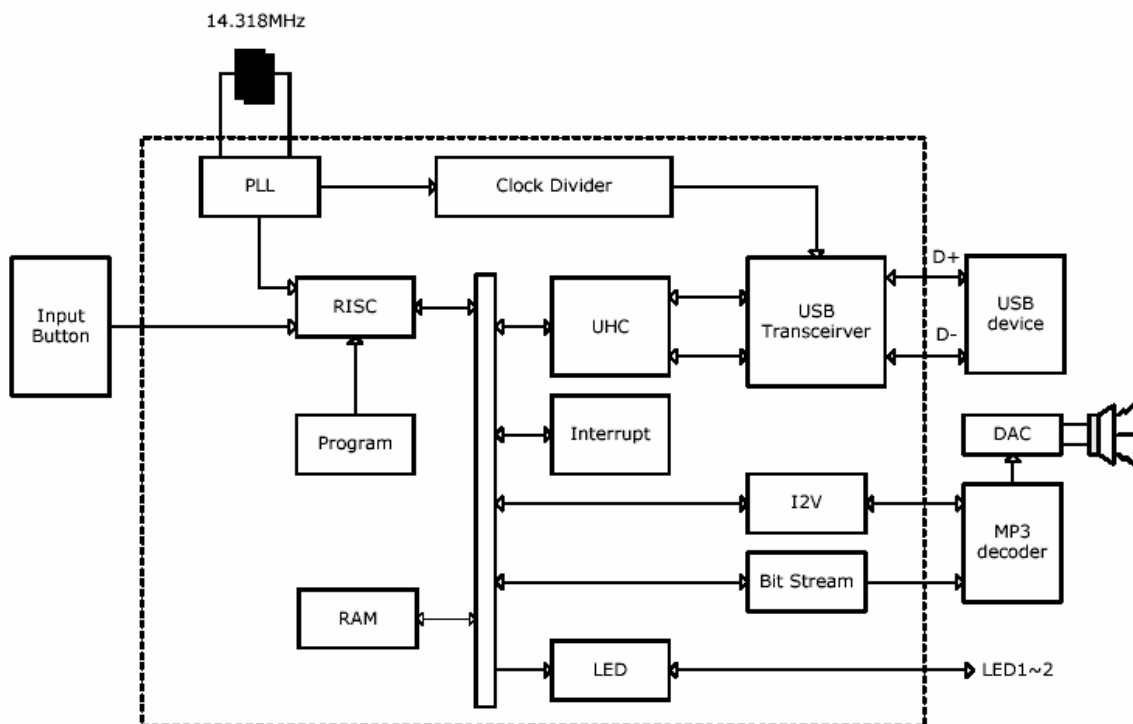 14.318MHz
PLL
Clock Divider
Input
Button
RISC
UHC
USB
Transceirver
D+
D-
USB
device
Program
Interrupt
DAC
I2V
MP3
decoder
Bit Stream
RAM
LED
LED1~2